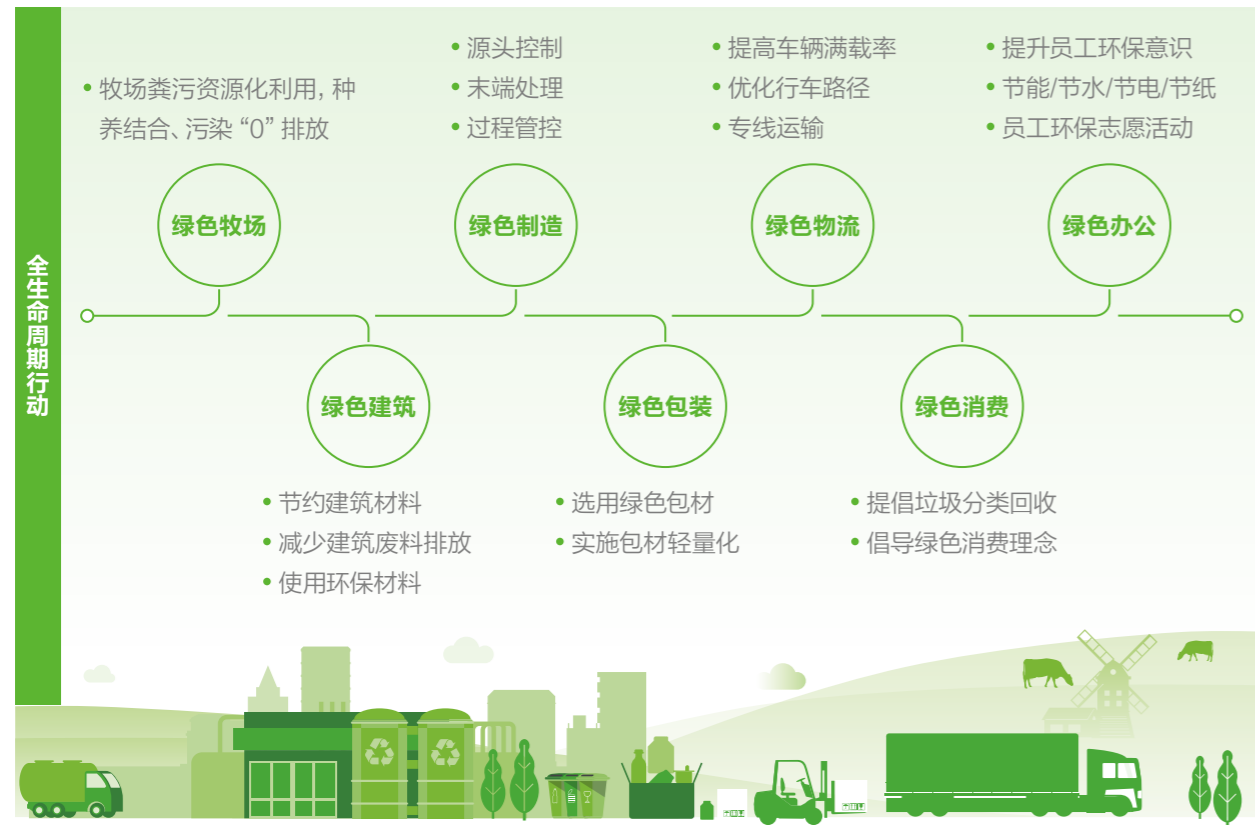 全生命周期行动
• 牧场粪污资源化利用，种
养结合、污染“0”排放
绿色牧场
• 节约建筑材料
• 减少建筑废料排放
• 使用环保材料
绿色建筑
• 源头控制
• 末端处理
• 过程管控
绿色制造
• 选用绿色包材
• 实施包材轻量化
绿色包装
• 提高车辆满载率
• 优化行车路径
• 专线运输
绿色物流
• 提倡垃圾分类回收
• 倡导绿色消费理念
绿色消费
• 提升员工环保意识
• 节能/节水/节电/节纸
• 员工环保志愿活动
绿色办公